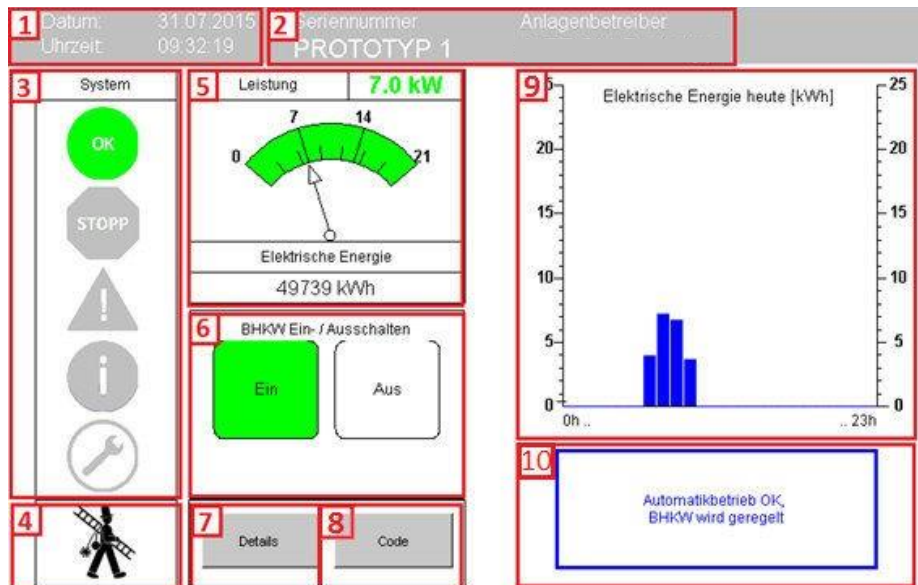 1
Datum: 31.07.2015
Uhrzeit: 09:32:19
2
Seriennummer Anlagenbetreiber
PROTOTYP 1
3
System
OK
STOPP
!
i
4
5
Leistung 7.0 kW
0 7 14 21
Elektrische Energie
49739 kWh
6
BHKW Ein- / Ausschalten
Ein Aus
7
Details
8
Code
9
Elektrische Energie heute [kWh]
25
20 20
15 15
10 10
5 5
0 0
0h .. .. 23h
10
Automatikbetrieb OK,
BHKW wird geregelt